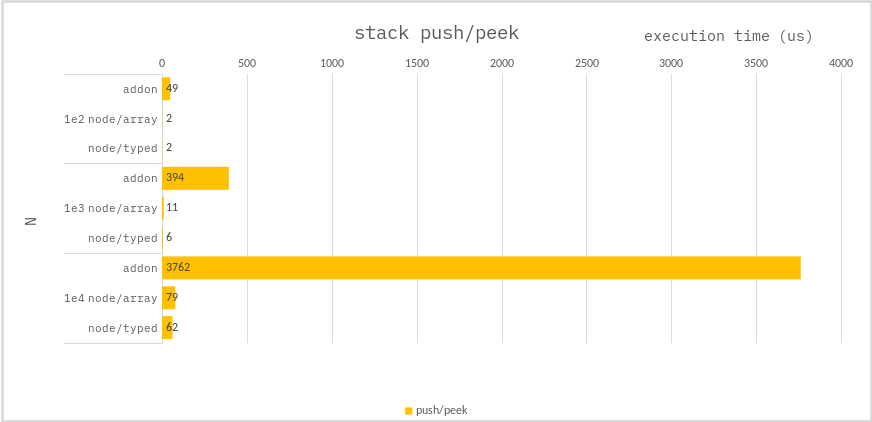 stack push/peek
execution time (us)
0 500 1000 1500 2000 2500 3000 3500 4000
addon 49
1e2 node/array 2
node/typed 2
addon 394
1e3 node/array 11
node/typed 6
addon 3762
1e4 node/array 79
node/typed 62
N
push/peek